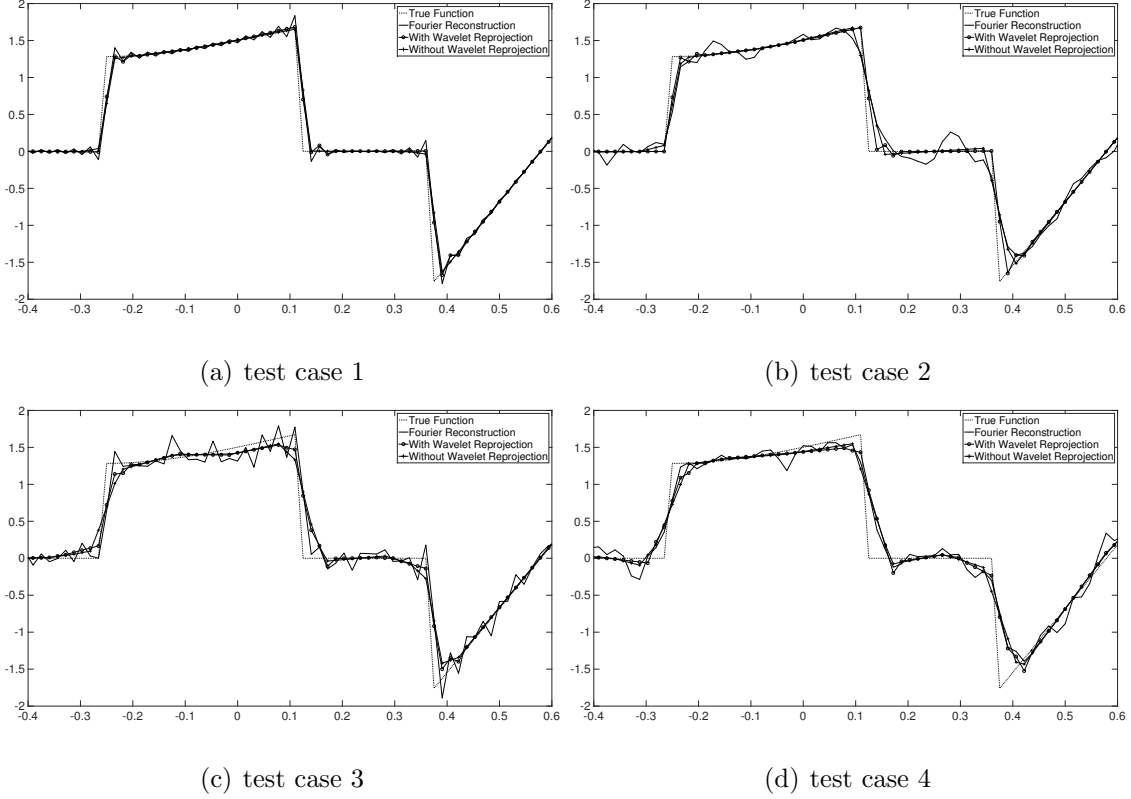 2
1.5
1
0.5
0
-0.5
-1
-1.5
-2
-0.4 -0.3 -0.2 -0.1 0 0.1 0.2 0.3 0.4 0.5 0.6
True Function
Fourier Reconstruction
With Wavelet Reprojection
Without Wavelet Reprojection
(a) test case 1
2
1.5
1
0.5
0
-0.5
-1
-1.5
-2
-0.4 -0.3 -0.2 -0.1 0 0.1 0.2 0.3 0.4 0.5 0.6
True Function
Fourier Reconstruction
With Wavelet Reprojection
Without Wavelet Reprojection
(b) test case 2
2
1.5
1
0.5
0
-0.5
-1
-1.5
-2
-0.4 -0.3 -0.2 -0.1 0 0.1 0.2 0.3 0.4 0.5 0.6
True Function
Fourier Reconstruction
With Wavelet Reprojection
Without Wavelet Reprojection
(c) test case 3
2
1.5
1
0.5
0
-0.5
-1
-1.5
-2
-0.4 -0.3 -0.2 -0.1 0 0.1 0.2 0.3 0.4 0.5 0.6
True Function
Fourier Reconstruction
With Wavelet Reprojection
Without Wavelet Reprojection
(d) test case 4